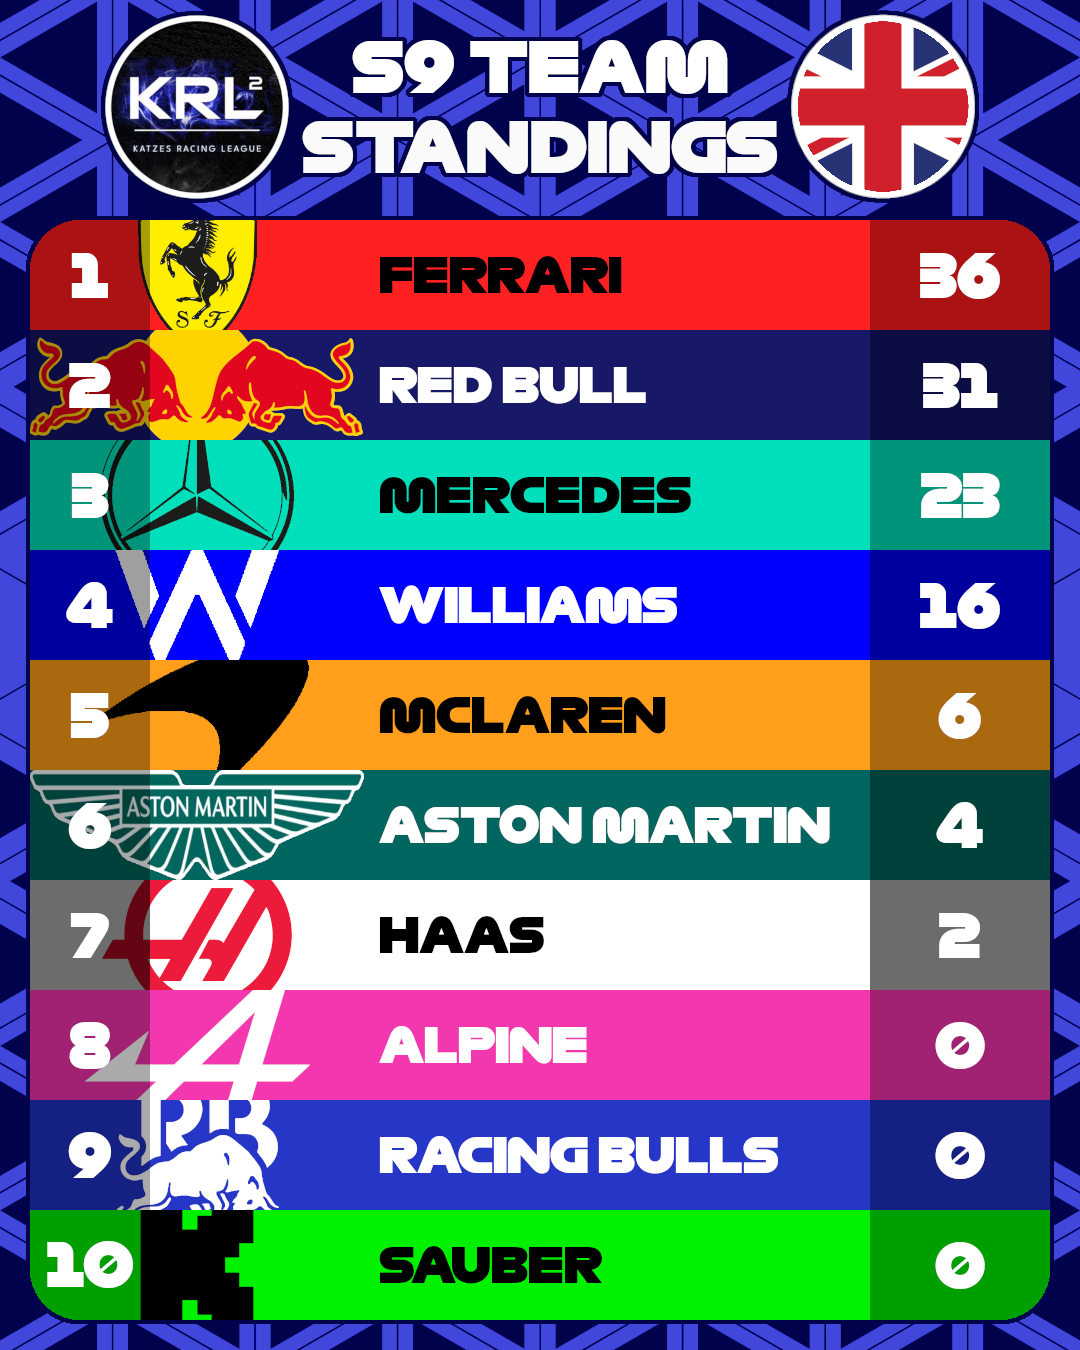 KRL²
KATZES RACING LEAGUE
S9 TEAM
STANDINGS
1 S F FERRARI 36
2 RED BULL 31
3 MERCEDES 23
4 WILLIAMS 16
5 MCLAREN 6
6 ASTON MARTIN ASTON MARTIN 4
7 HAAS 2
8 ALPINE 0
9 RB RACING BULLS 0
10 SAUBER 0